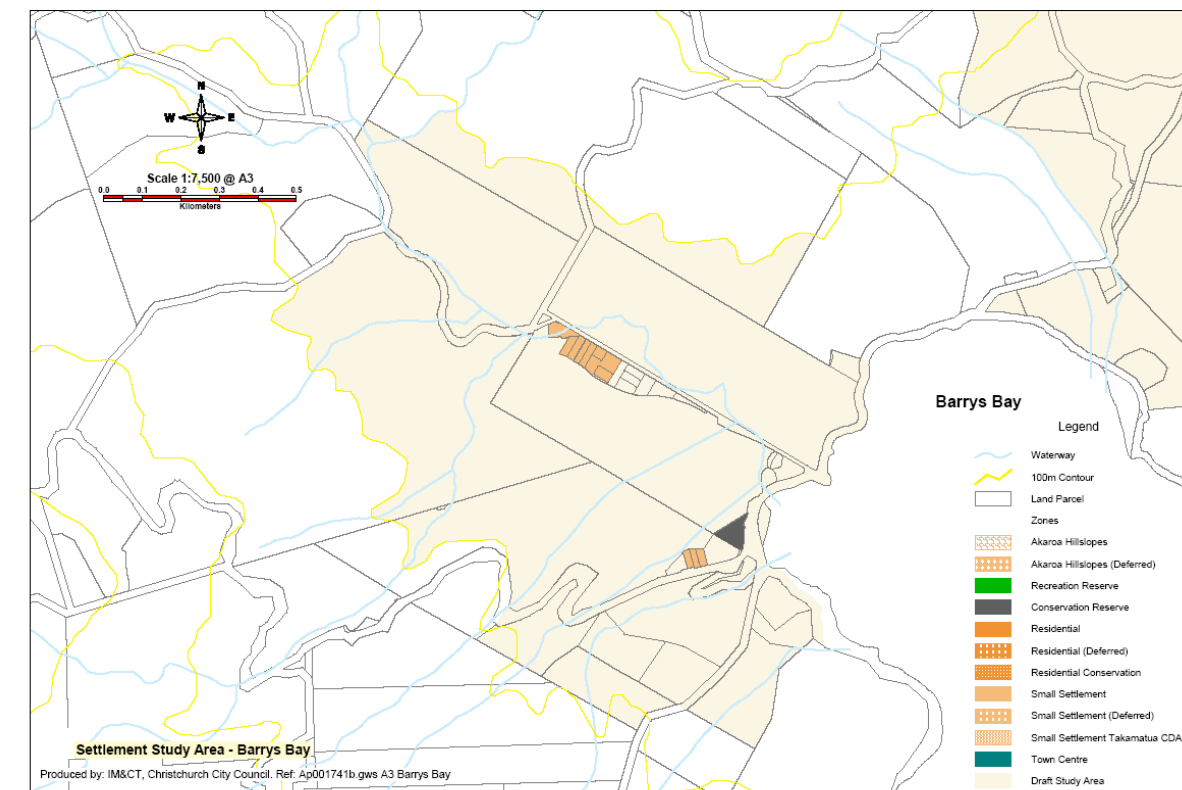 N
W E
S
Scale 1:7,500 @ A3
0.0 0.1 0.2 0.3 0.4 0.5
Kilometers
Barrys Bay
Legend
Waterway
100m Contour
Land Parcel
Zones
Akaroa Hillslopes
Akaroa Hillslopes (Deferred)
Recreation Reserve
Conservation Reserve
Residential
Residential (Deferred)
Residential Conservation
Small Settlement
Small Settlement (Deferred)
Small Settlement Takamatua CDA
Town Centre
Draft Study Area
Settlement Study Area - Barrys Bay
Produced by: IM&CT, Christchurch City Council. Ref: Ap001741b.gws A3 Barrys Bay